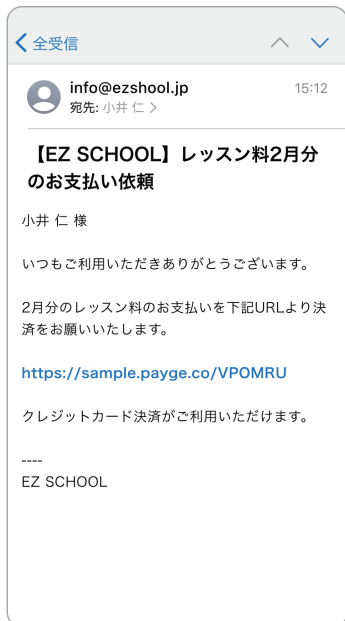 全受信
info@ezshool.jp 15:12
宛先: 小井 仁 >
【EZ SCHOOL】レッスン料2月分
のお支払い依頼
小井 仁 様
いつもご利用いただきありがとうございます。
2月分のレッスン料のお支払いを下記URLより決
済をお願いいたします。
https://sample.payge.co/VPOMRU
クレジットカード決済がご利用いただけます。
----
EZ SCHOOL